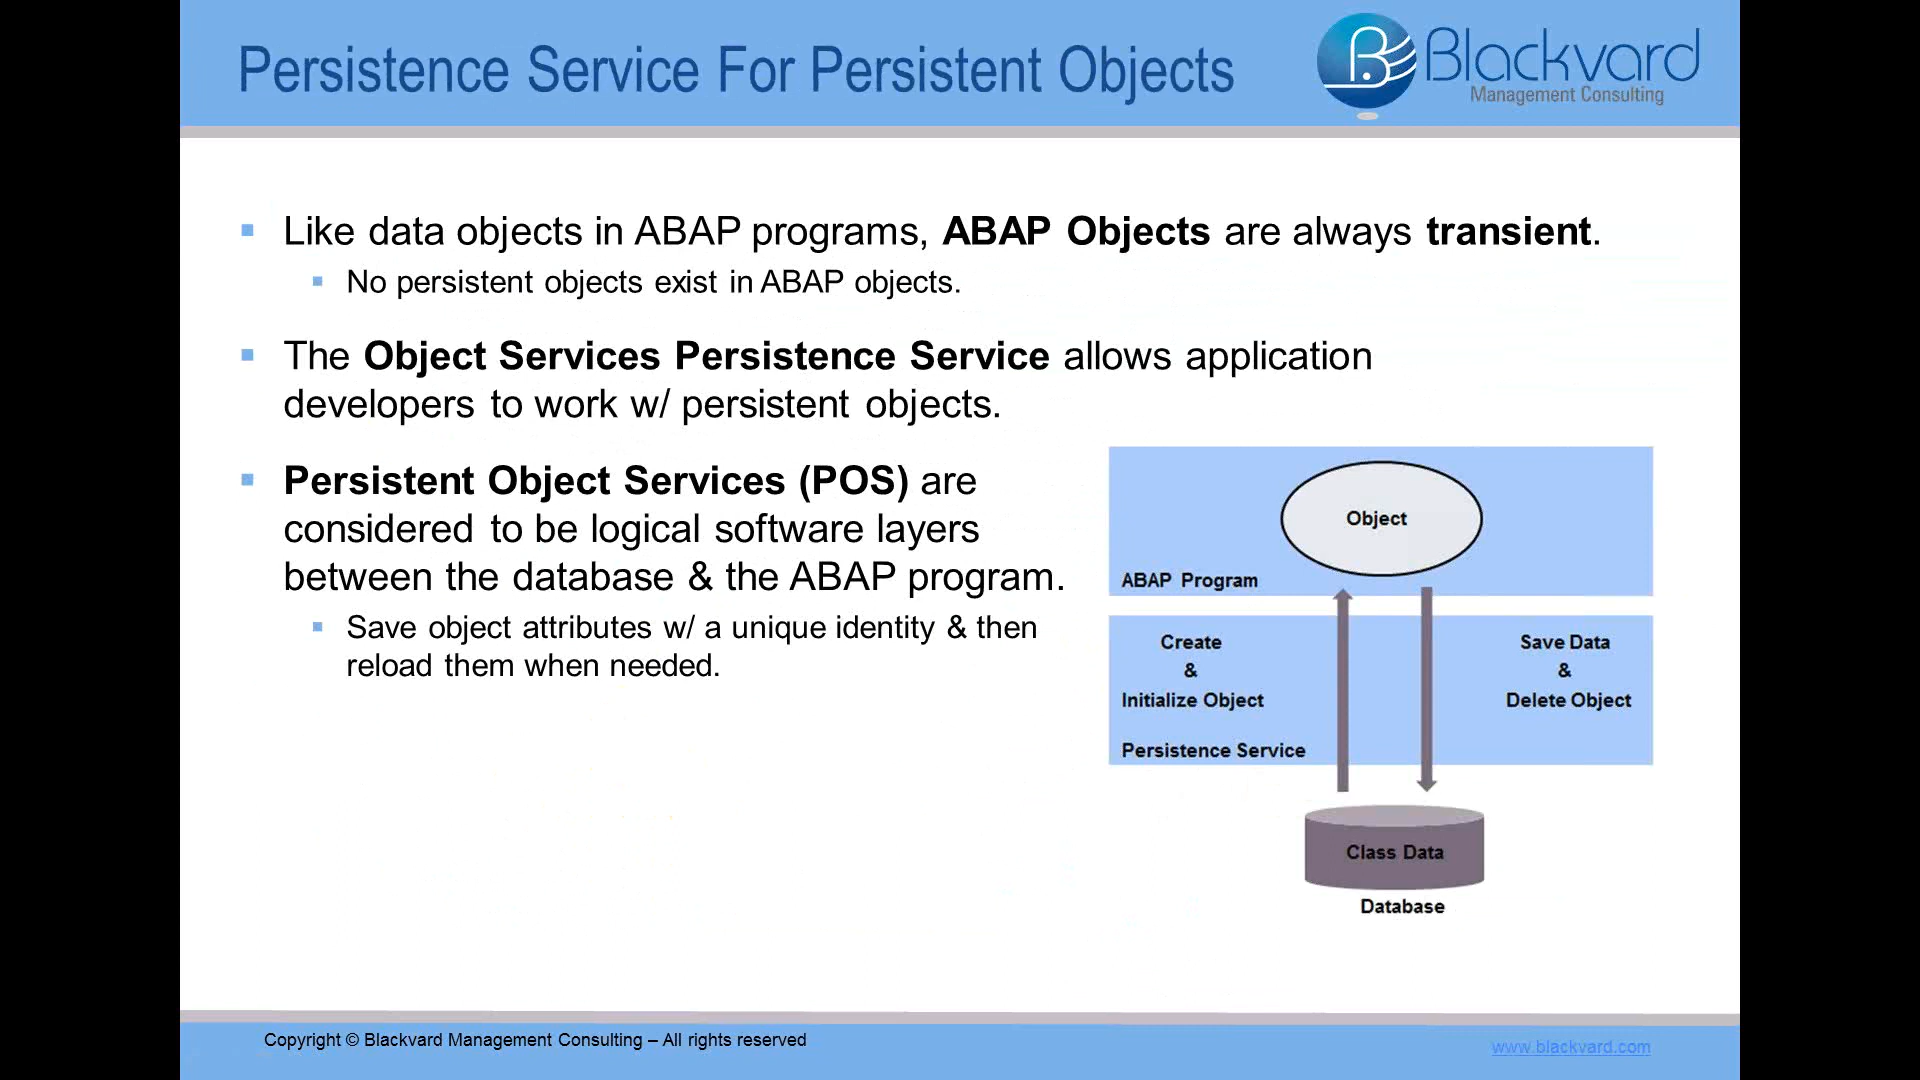 Persistence Service For Persistent Objects
Blackvard
Management Consulting
Like data objects in ABAP programs, ABAP Objects are always transient.
No persistent objects exist in ABAP objects.
The Object Services Persistence Service allows application
developers to work w/ persistent objects.
Persistent Object Services (POS) are
considered to be logical software layers
between the database & the ABAP program.
Save object attributes w/ a unique identity & then
reload them when needed.
Object
ABAP Program
Create
&
Initialize Object
Save Data
&
Delete Object
Persistence Service
Class Data
Database
Copyright © Blackvard Management Consulting – All rights reserved
www.blackvard.com